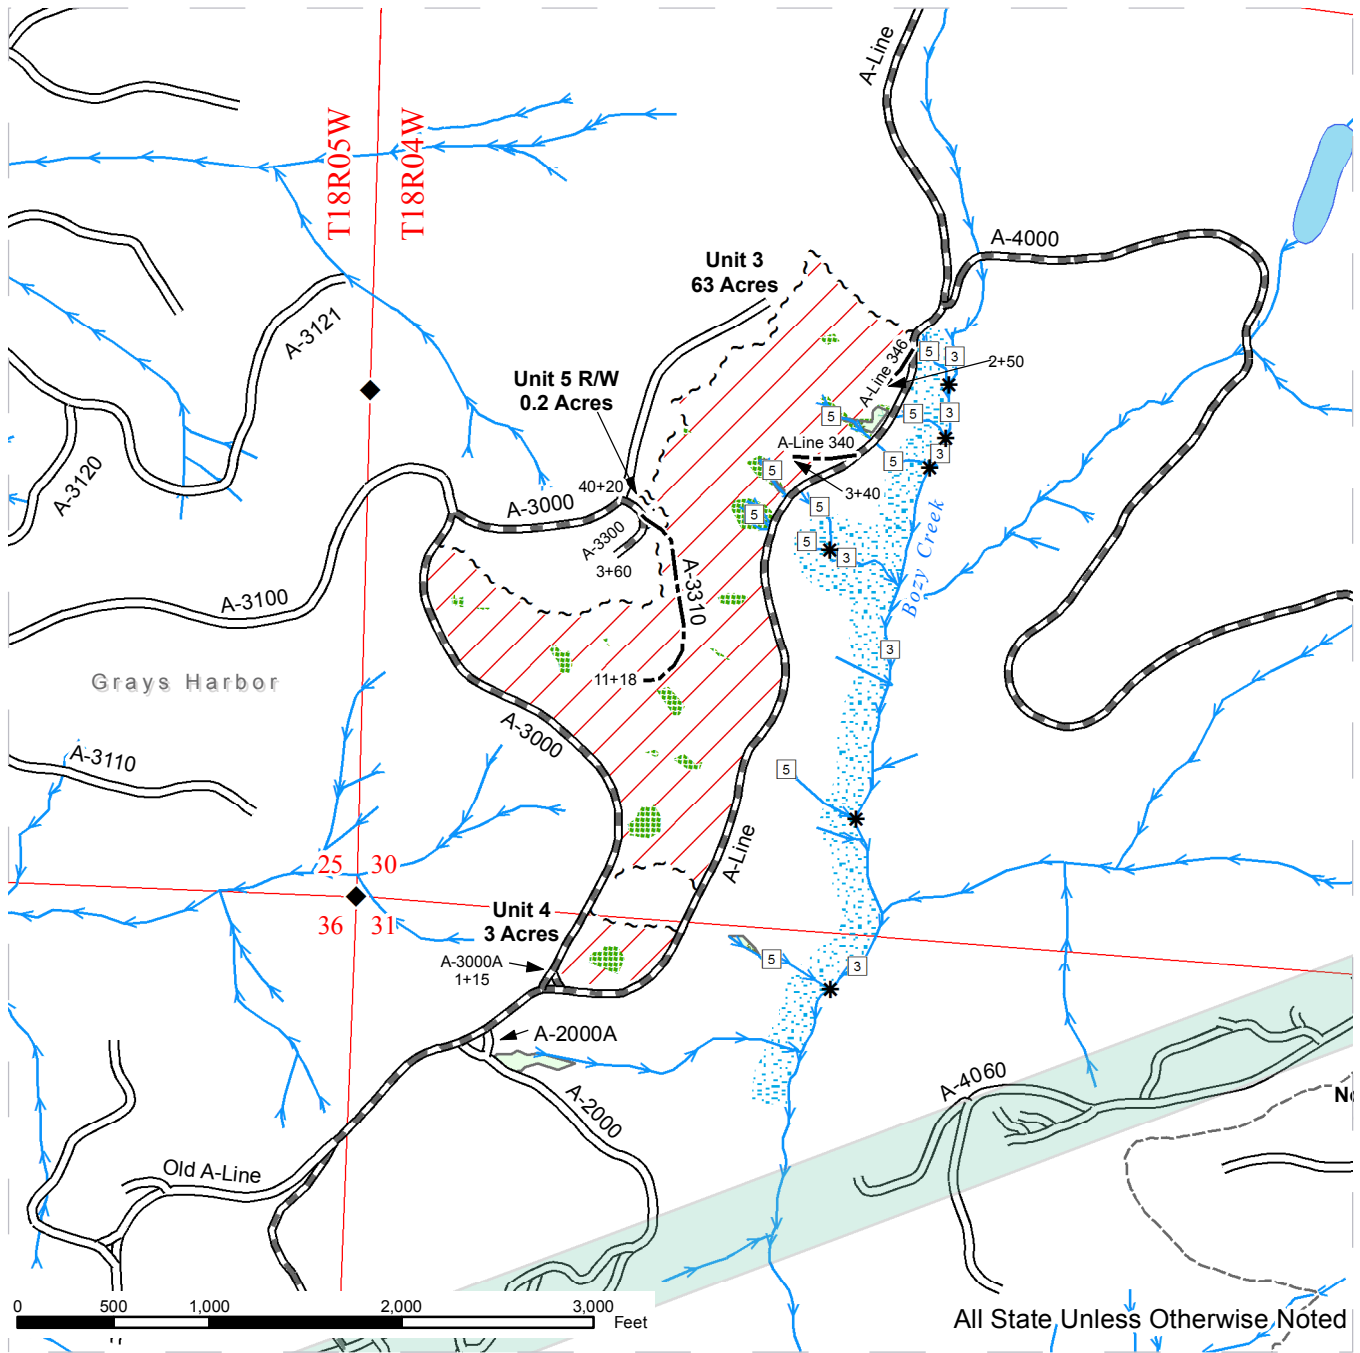 A-Line
T18R05W
T18R04W
A-4000
Unit 3
63 Acres
A-3121
A-Line 346
5
3
2+50
Unit 5 R/W
0.2 Acres
5
5
3
A-Line 340
3
5
5
A-3120
40+20
A-3000
3+40
5
5
A-3300
5
3
3+60
A-3310
Bozy Creek
A-3100
3
Grays Harbor
11+18
A-3000
A-3110
5
A-Line
25
30
36
31
Unit 4
3 Acres
A-3000A
1+15
5
3
A-2000A
A-4060
A-2000
No
Old A-Line
0
500
1,000
2,000
3,000
Feet
All State Unless Otherwise Noted